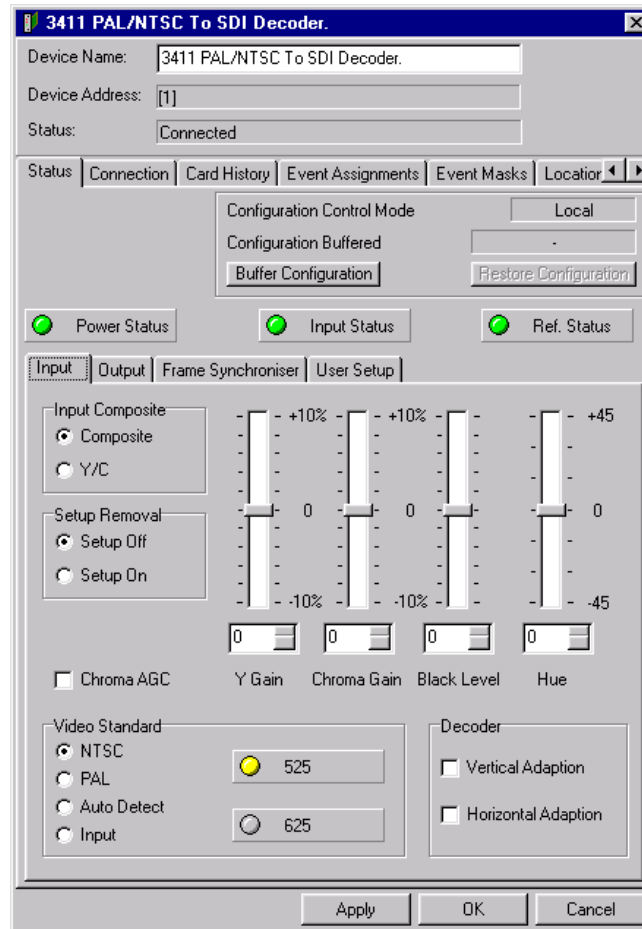 3411 PAL/NTSC To SDI Decoder.
Device Name: 3411 PAL/NTSC To SDI Decoder.
Device Address: [1]
Status: Connected
Status Connection Card History Event Assignments Event Masks Location
Configuration Control Mode Local
Configuration Buffered -
Buffer Configuration Restore Configuration
Power Status Input Status Ref. Status
Input Output Frame Synchroniser User Setup
Input Composite
Composite
Y/C
Setup Removal
Setup Off
Setup On
+10% +10% +45
0 0 0
-10% -10% -45
0 0 0 0
Chroma AGC Y Gain Chroma Gain Black Level Hue
Video Standard
NTSC
PAL
Auto Detect
Input
525
625
Decoder
Vertical Adaption
Horizontal Adaption
Apply OK Cancel